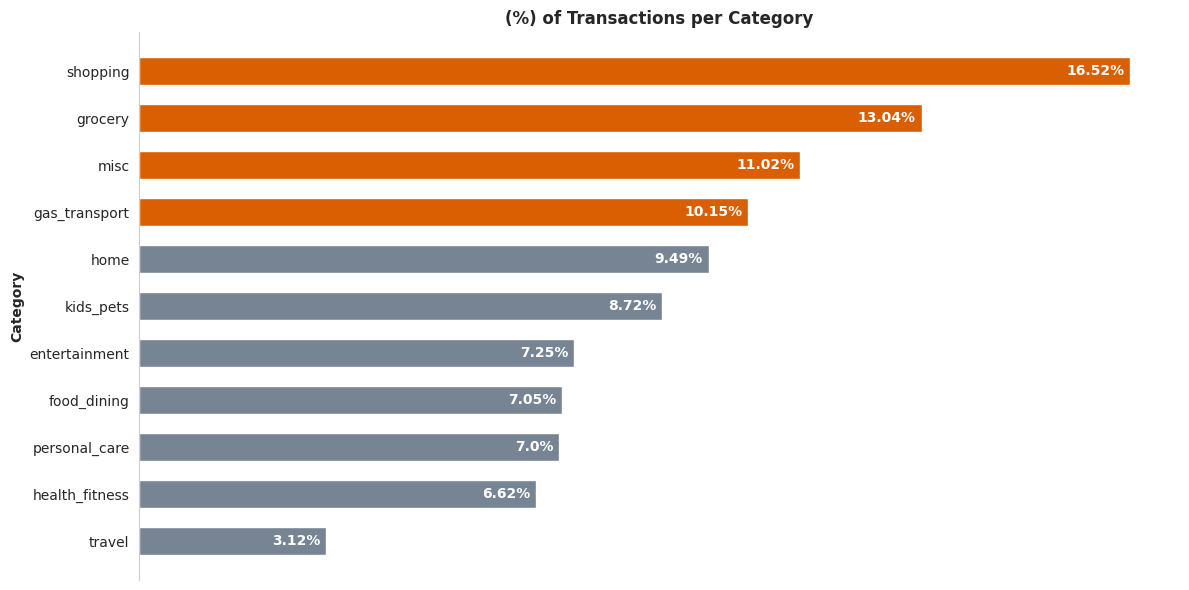 (%) of Transactions per Category
Category
shopping 16.52%
grocery 13.04%
misc 11.02%
gas_transport 10.15%
home 9.49%
kids_pets 8.72%
entertainment 7.25%
food_dining 7.05%
personal_care 7.0%
health_fitness 6.62%
travel 3.12%